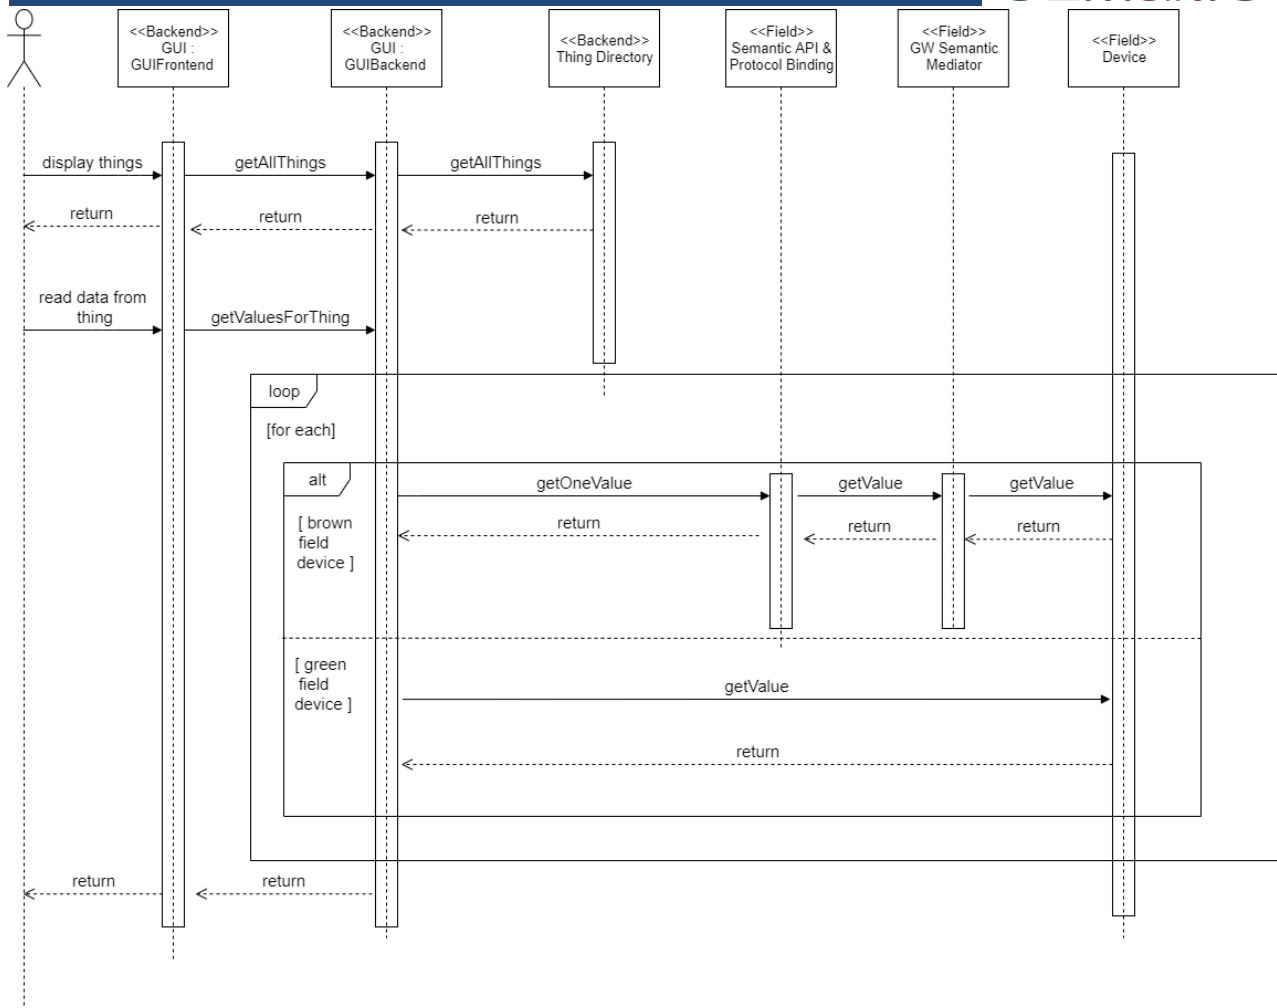 <<Backend>>
GUI :
GUIFrontend
<<Backend>>
GUI :
GUIBackend
<<Backend>>
Thing Directory
<<Field>>
Semantic API &
Protocol Binding
<<Field>>
GW Semantic
Mediator
<<Field>>
Device
display things
getAllThings
getAllThings
return
return
return
read data from
thing
getValuesForThing
loop
[for each]
alt
getOneValue
getValue
getValue
[ brown
field
device ]
return
return
return
[ green
field
device ]
getValue
return
return
return